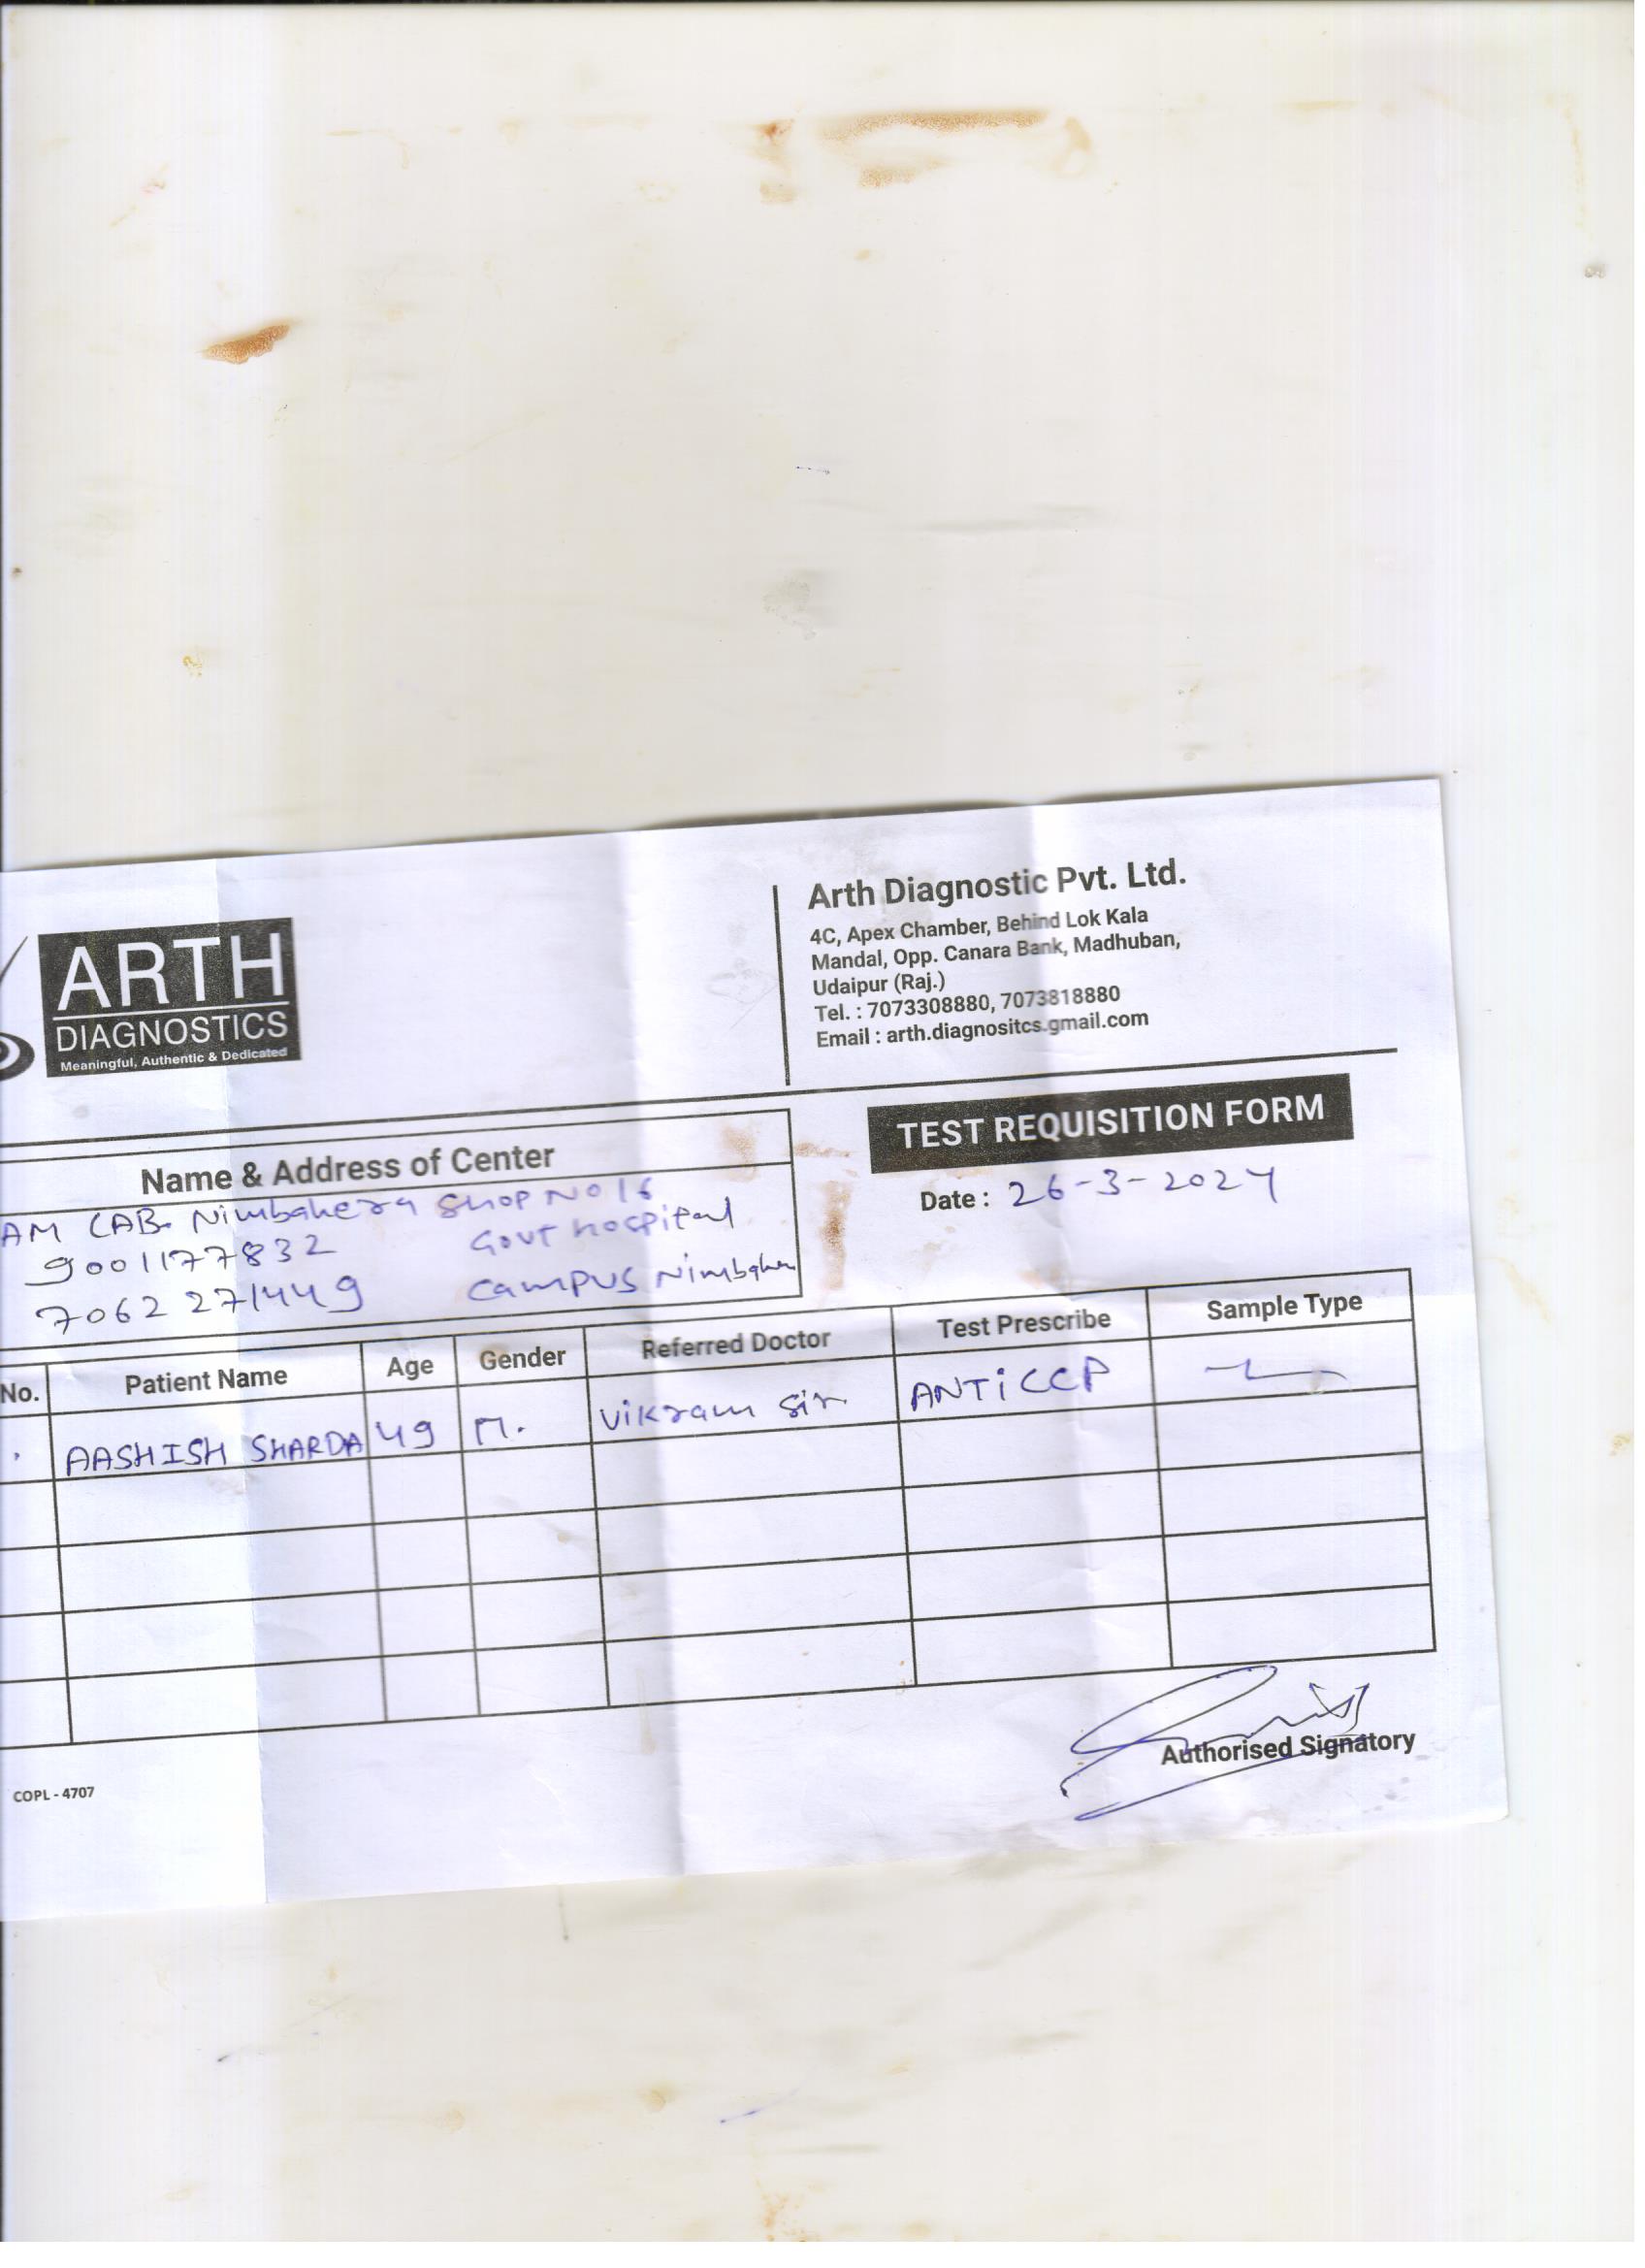 ARTH
DIAGNOSTICS
Meaningful, Authentic & Dedicated
Arth Diagnostic Pvt. Ltd.
4C, Apex Chamber, Behind Lok Kala
Mandal, Opp. Canara Bank, Madhuban,
Udaipur (Raj.)
Tel. : 7073308880, 7073818880
Email : arth.diagnositcs.gmail.com
TEST REQUISITION FORM
Date : 26-3-2024
Name & Address of Center
AM LAB. Nimbahera Shop No 16
9001177832 Govt hospital
7062271449 campus Nimbahera
No. Patient Name Age Gender Referred Doctor Test Prescribe Sample Type
AASHISH SHARDA 49 M. Vikram Sir ANTi CCP
Authorised Signatory
COPL - 4707